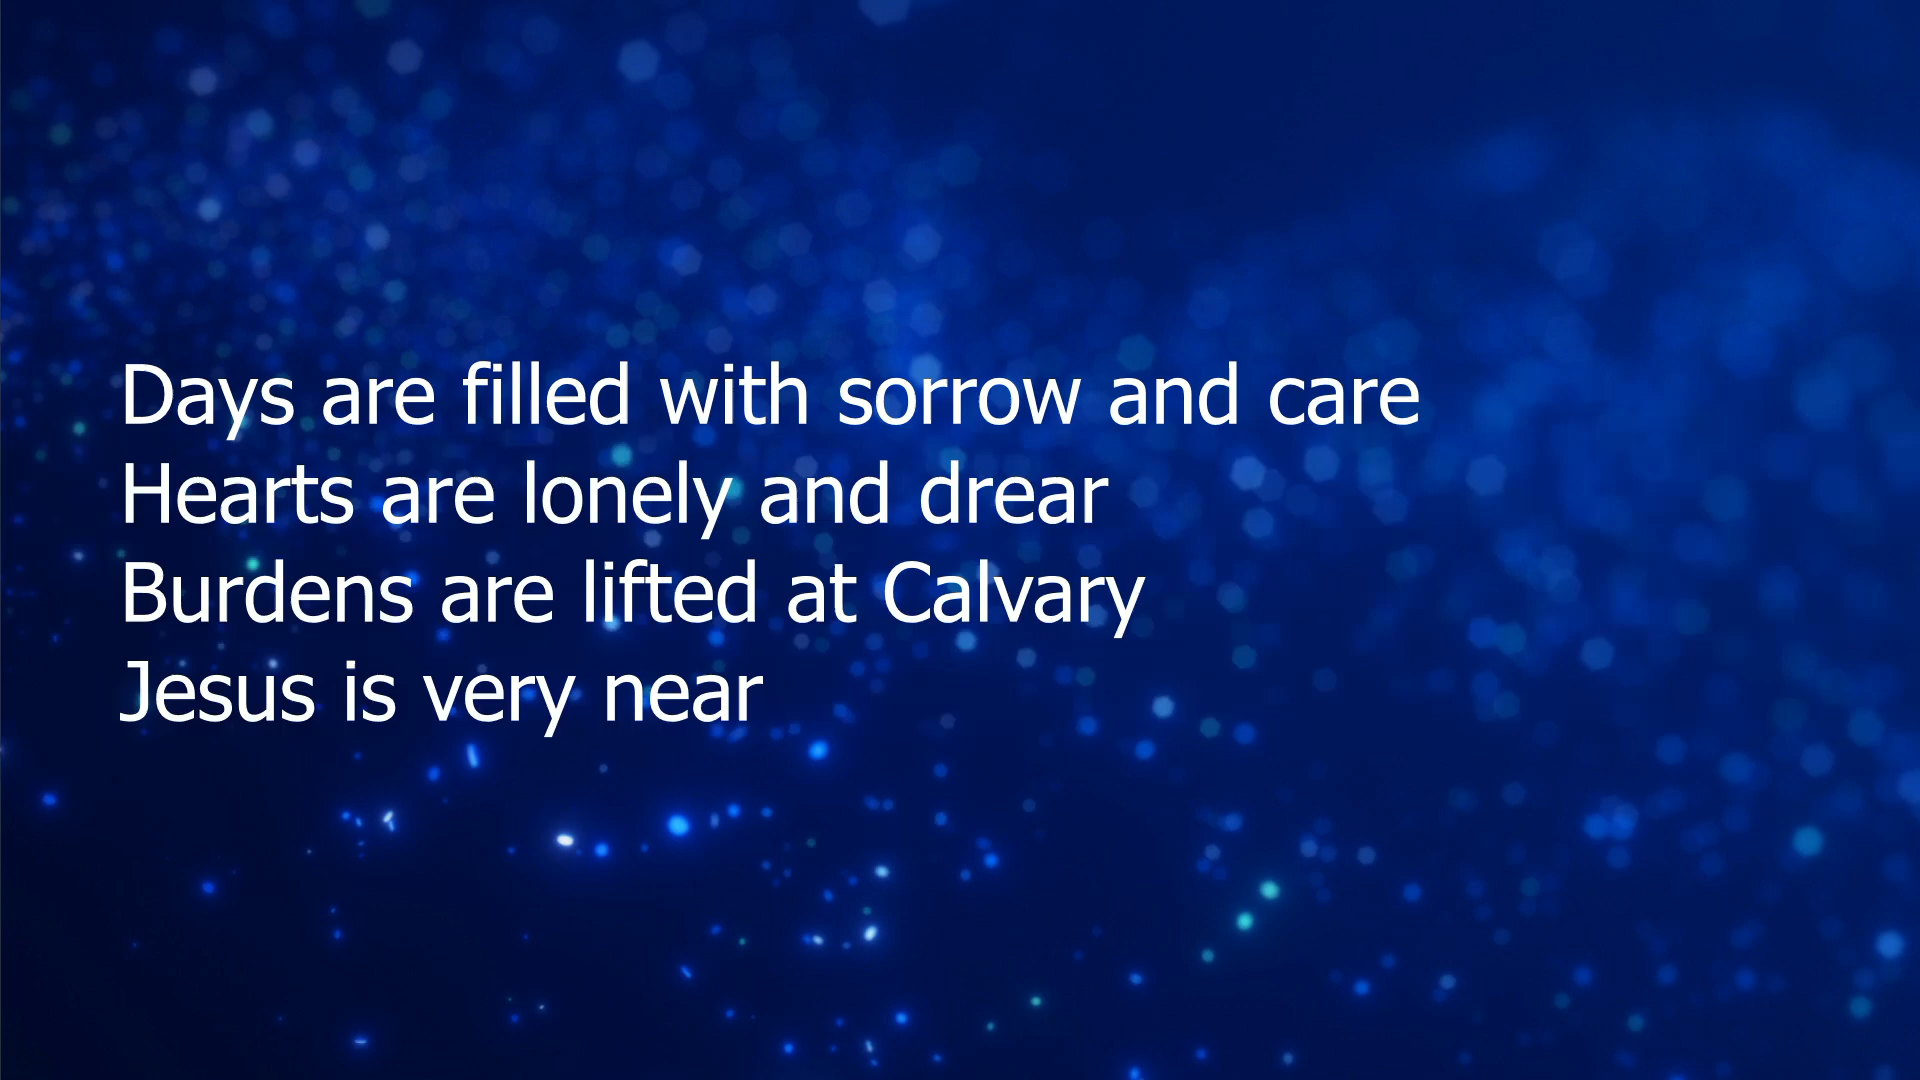 Days are filled with sorrow and care
Hearts are lonely and drear
Burdens are lifted at Calvary
Jesus is very near